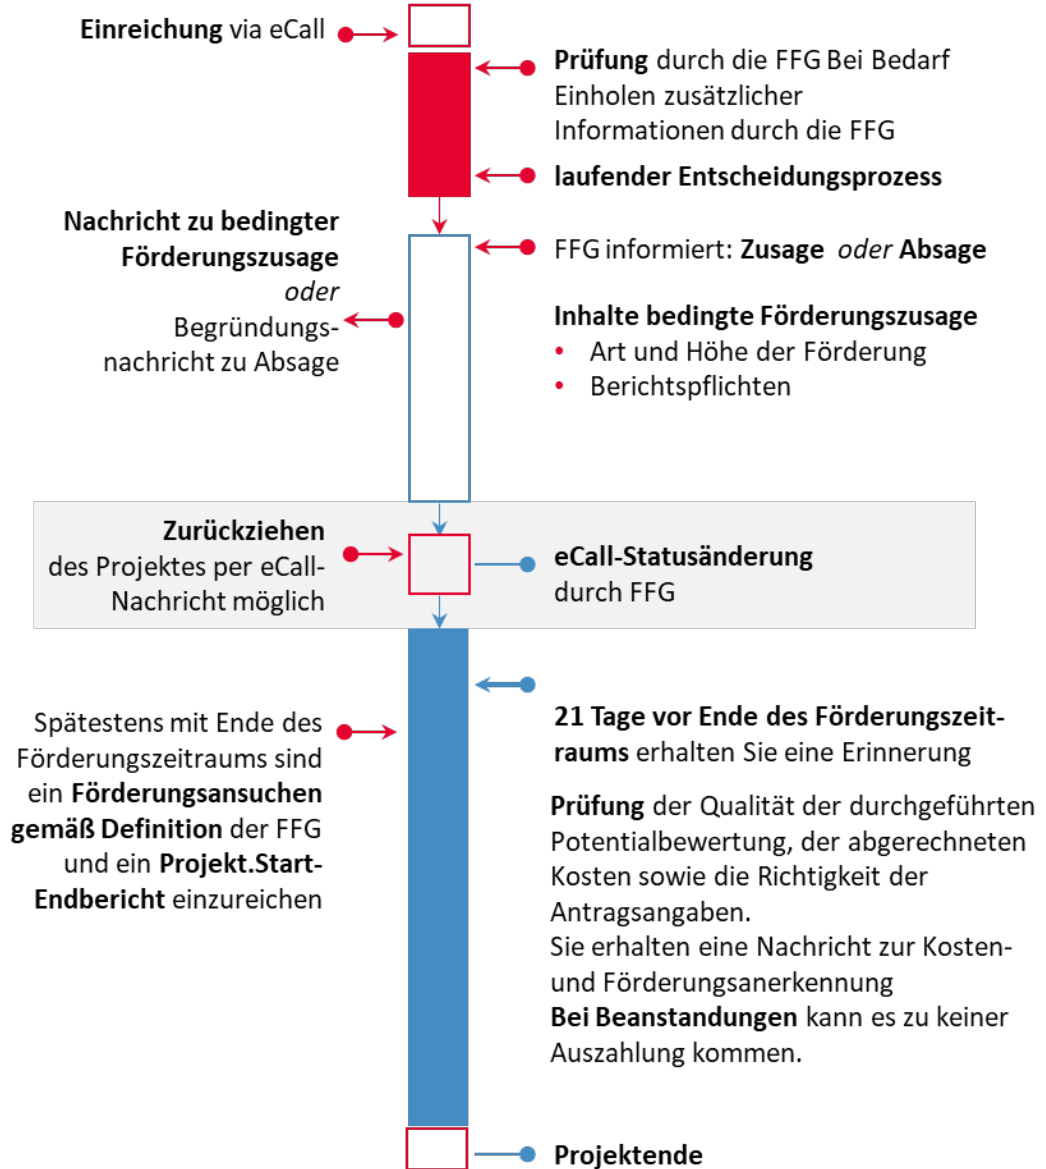 Einreichung via eCall
Prüfung durch die FFG Bei Bedarf
Einholen zusätzlicher
Informationen durch die FFG
laufender Entscheidungsprozess
Nachricht zu bedingter
Förderungszusage
oder
Begründungs-
nachricht zu Absage
FFG informiert: Zusage oder Absage
Inhalte bedingte Förderungszusage
• Art und Höhe der Förderung
• Berichtspflichten
Zurückziehen
des Projektes per eCall-
Nachricht möglich
eCall-Statusänderung
durch FFG
Spätestens mit Ende des
Förderungszeitraums sind
ein Förderungsansuchen
gemäß Definition der FFG
und ein Projekt.Start-
Endbericht einzureichen
21 Tage vor Ende des Förderungszeit-
raums erhalten Sie eine Erinnerung
Prüfung der Qualität der durchgeführten
Potentialbewertung, der abgerechneten
Kosten sowie die Richtigkeit der
Antragsangaben.
Sie erhalten eine Nachricht zur Kosten-
und Förderungsanerkennung
Bei Beanstandungen kann es zu keiner
Auszahlung kommen.
Projektende